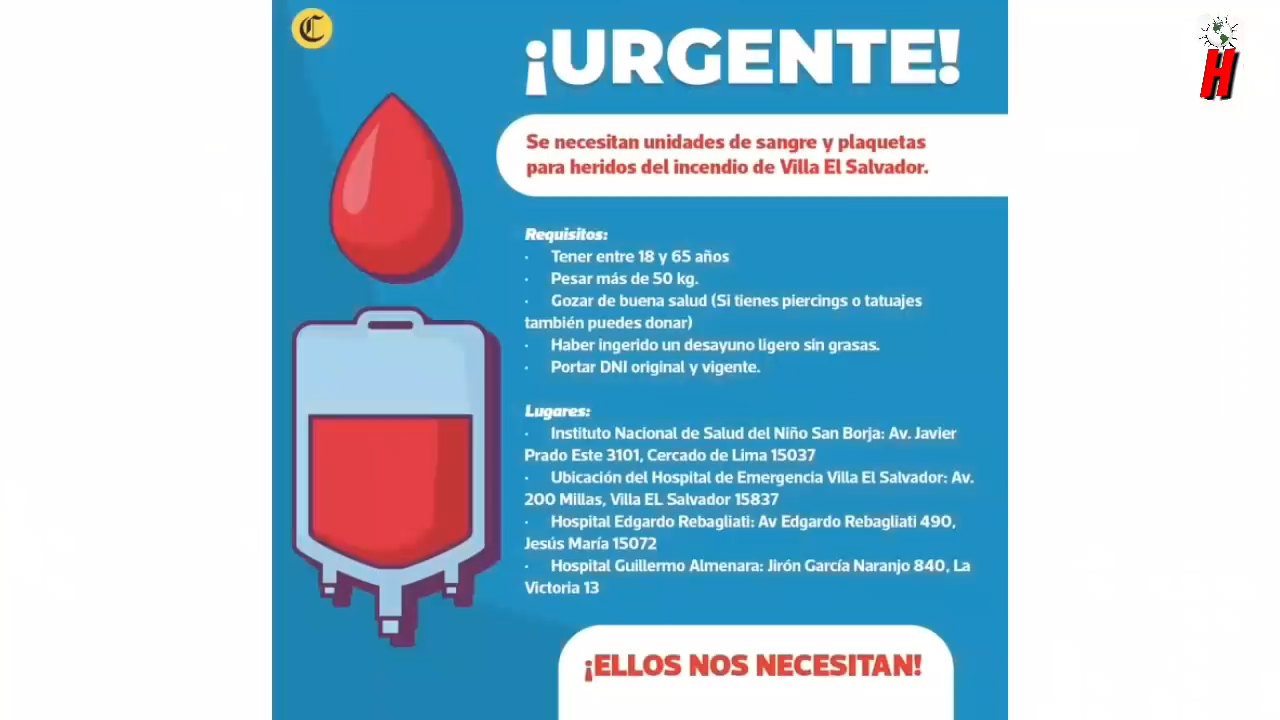 C
H
¡URGENTE!
Se necesitan unidades de sangre y plaquetas
para heridos del incendio de Villa El Salvador.
Requisitos:
· Tener entre 18 y 65 años
· Pesar más de 50 kg.
· Gozar de buena salud (Si tienes piercings o tatuajes
también puedes donar)
· Haber ingerido un desayuno ligero sin grasas.
· Portar DNI original y vigente.
Lugares:
· Instituto Nacional de Salud del Niño San Borja: Av. Javier
Prado Este 3101, Cercado de Lima 15037
· Ubicación del Hospital de Emergencia Villa El Salvador: Av.
200 Millas, Villa EL Salvador 15837
· Hospital Edgardo Rebagliati: Av Edgardo Rebagliati 490,
Jesús María 15072
· Hospital Guillermo Almenara: Jirón García Naranjo 840, La
Victoria 13
¡ELLOS NOS NECESITAN!